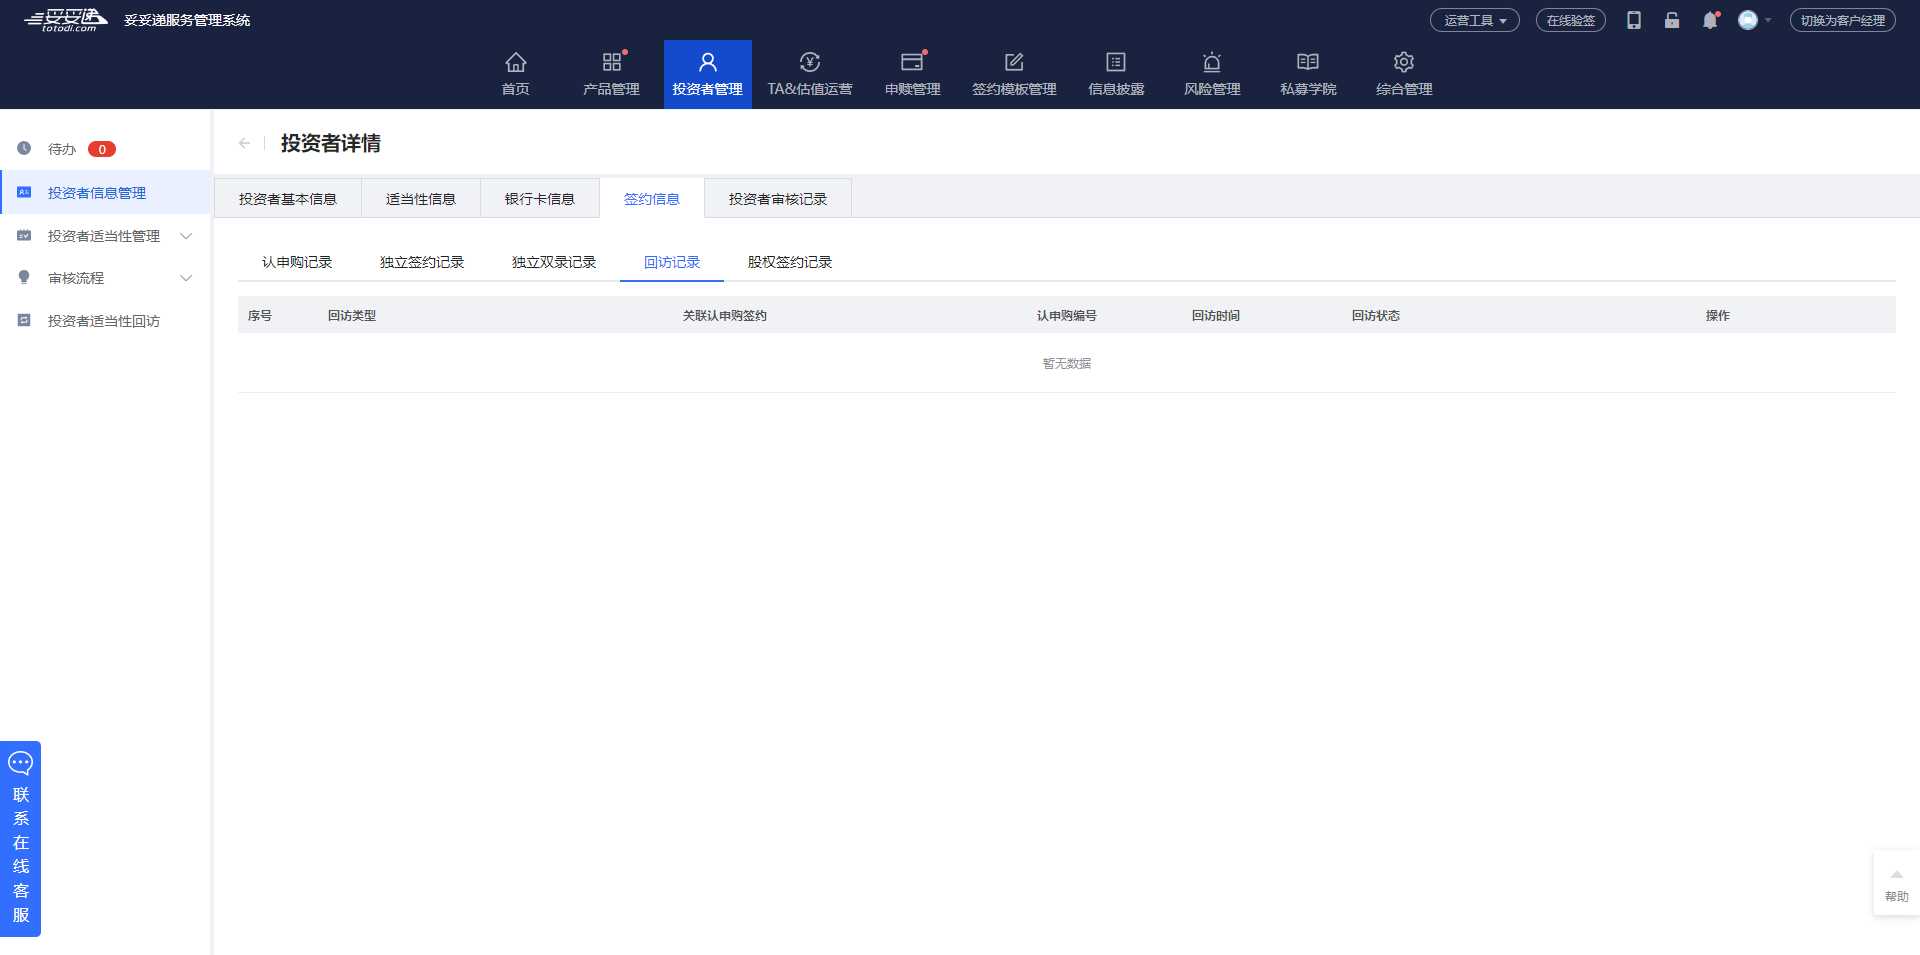 妥妥递 totodi.com 妥妥递服务管理系统 运营工具 在线验签 切换为客户经理
首页 产品管理 投资者管理 TA&估值运营 申赎管理 签约模板管理 信息披露 风险管理 私募学院 综合管理
待办 0
投资者信息管理
投资者适当性管理
审核流程
投资者适当性回访
投资者详情
投资者基本信息 适当性信息 银行卡信息 签约信息 投资者审核记录
认申购记录 独立签约记录 独立双录记录 回访记录 股权签约记录
序号 回访类型 关联认申购签约 认申购编号 回访时间 回访状态 操作
暂无数据
联系在线客服
帮助